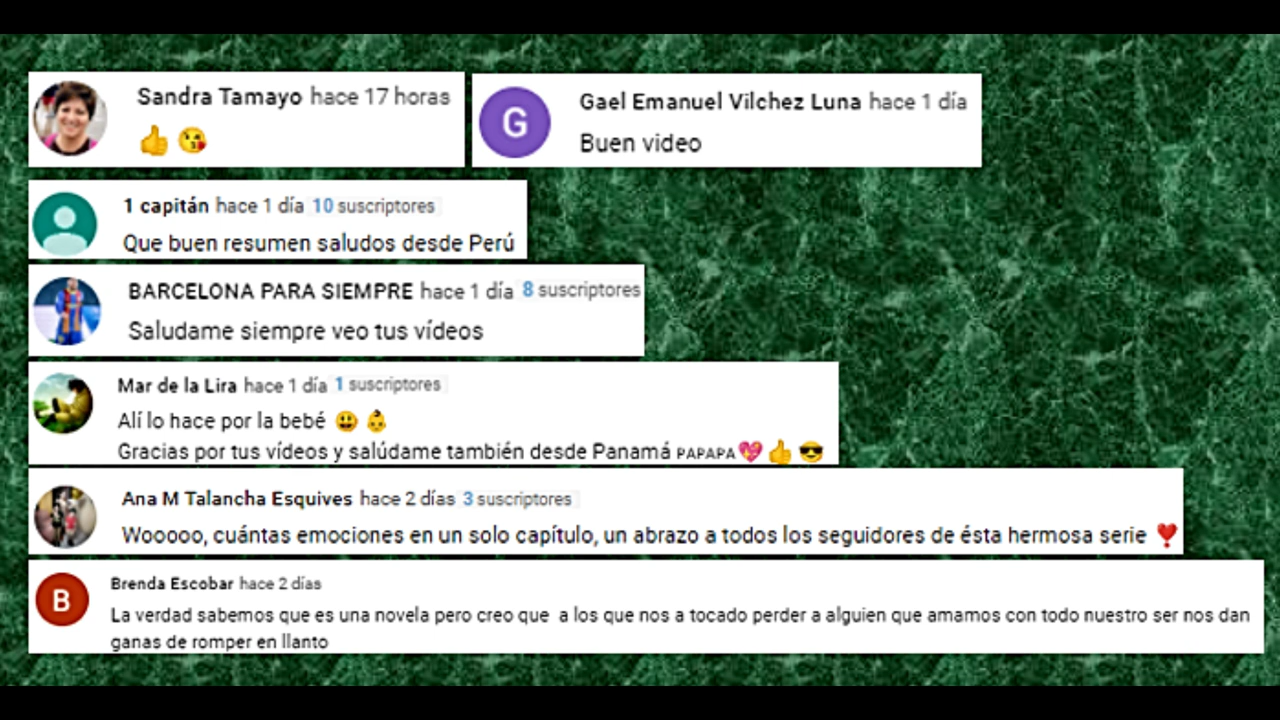 Sandra Tamayo hace 17 horas
👍 😘
Gael Emanuel Vilchez Luna hace 1 día
G
Buen video
1 capitán hace 1 día 10 suscriptores
Que buen resumen saludos desde Perú
BARCELONA PARA SIEMPRE hace 1 día 8 suscriptores
Saludame siempre veo tus vídeos
Mar de la Lira hace 1 día 1 suscriptores
Alí lo hace por la bebé 😃 👶
Gracias por tus vídeos y salúdame también desde Panamá ᴘᴀᴘᴀᴘᴀ💖👍😎
Ana M Talancha Esquives hace 2 días 3 suscriptores
Wooooo, cuántas emociones en un solo capítulo, un abrazo a todos los seguidores de ésta hermosa serie ❣️
Brenda Escobar hace 2 días
B
La verdad sabemos que es una novela pero creo que a los que nos a tocado perder a alguien que amamos con todo nuestro ser nos dan
ganas de romper en llanto